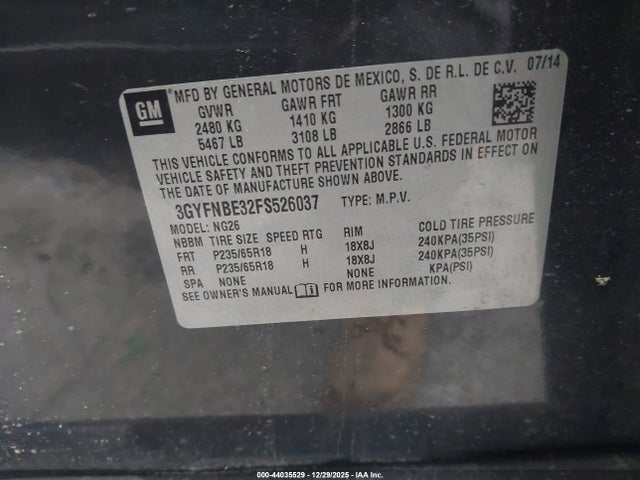 GM
MFD BY GENERAL MOTORS DE MEXICO, S. DE R.L. DE C.V. 07/14
GVWR GAWR FRT GAWR RR
2480 KG 1410 KG 1300 KG
5467 LB 3108 LB 2866 LB
THIS VEHICLE CONFORMS TO ALL APPLICABLE U.S. FEDERAL MOTOR
VEHICLE SAFETY AND THEFT PREVENTION STANDARDS IN EFFECT ON
THE DATE OF MANUFACTURE SHOWN ABOVE.
3GYFNBE32FS526037 TYPE: M.P.V.
MODEL: NG26
NBBM TIRE SIZE SPEED RTG RIM COLD TIRE PRESSURE
FRT P235/65R18 H 18X8J 240KPA(35PSI)
RR P235/65R18 H 18X8J 240KPA(35PSI)
SPA NONE NONE KPA(PSI)
SEE OWNER'S MANUAL FOR MORE INFORMATION.
000-44035529 - 12/29/2025 - IAA Inc.